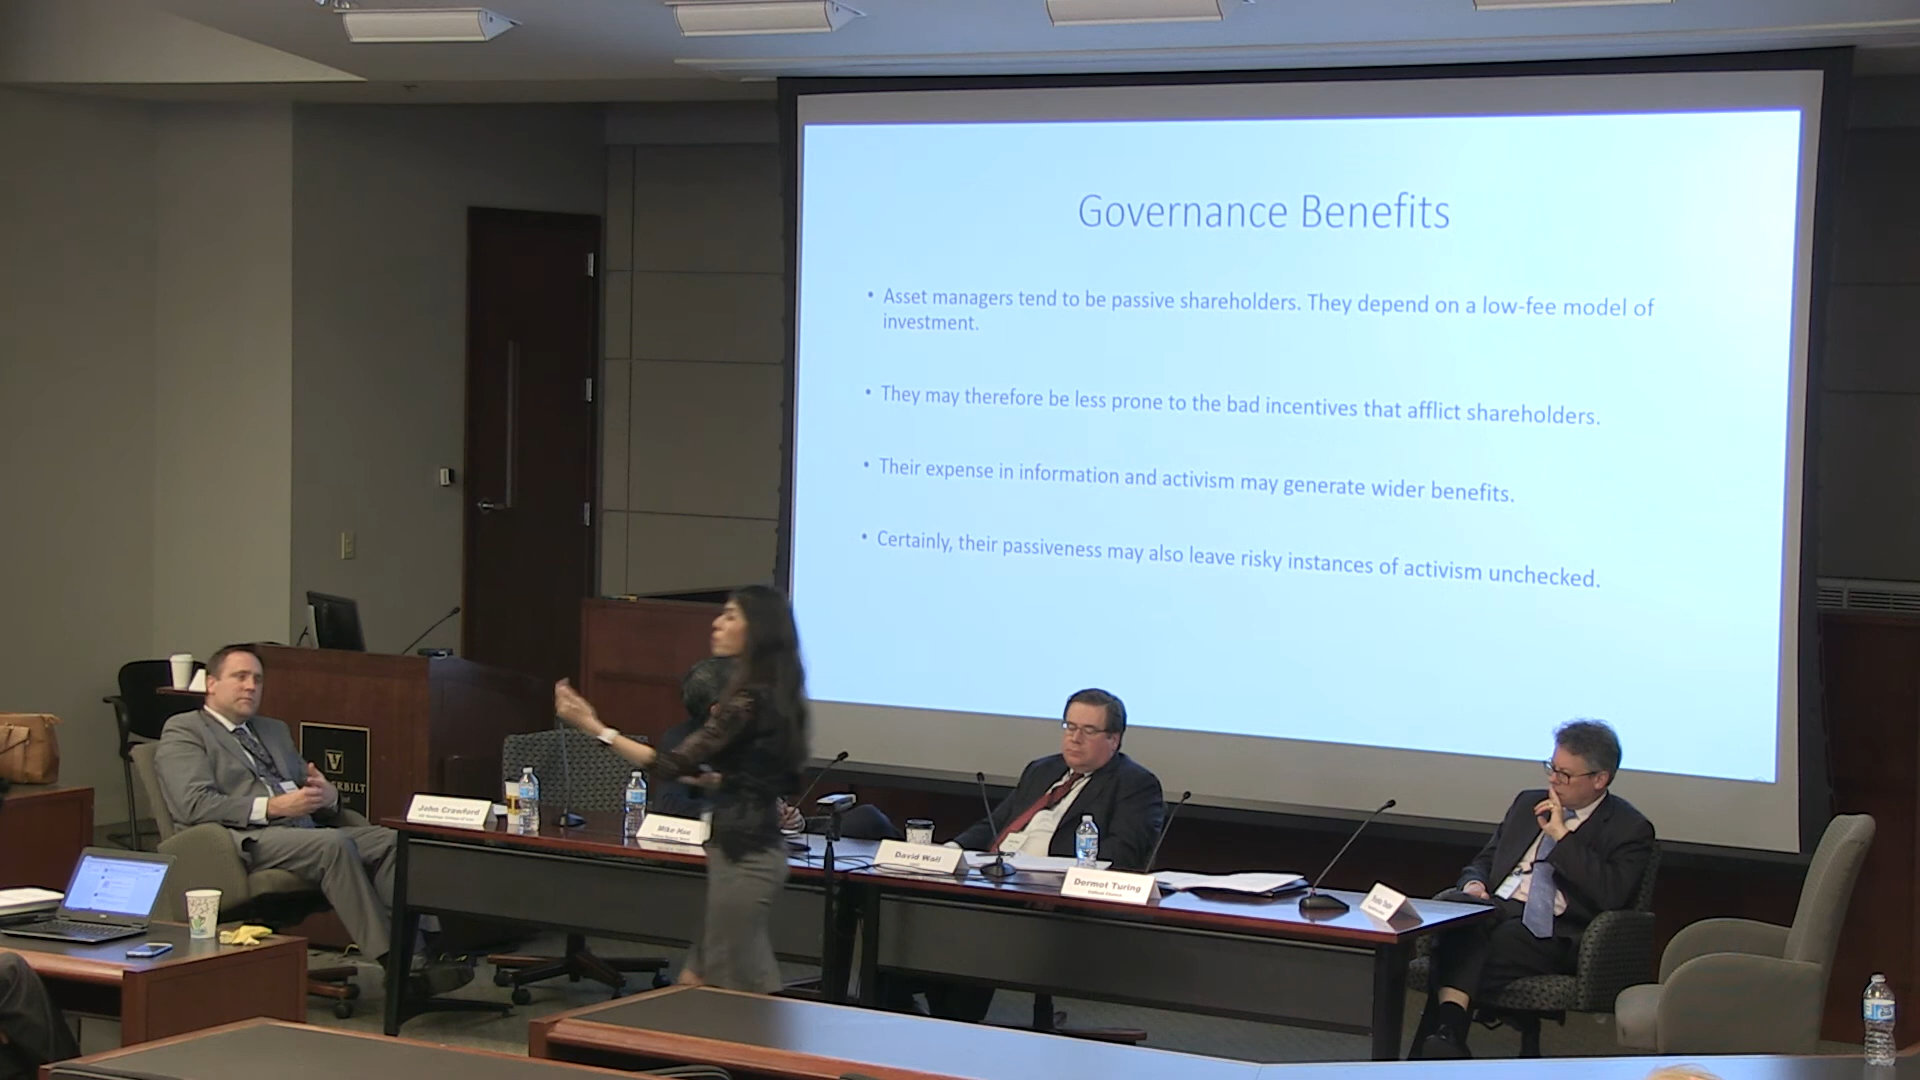 Governance Benefits
• Asset managers tend to be passive shareholders. They depend on a low-fee model of
investment.
• They may therefore be less prone to the bad incentives that afflict shareholders.
• Their expense in information and activism may generate wider benefits.
• Certainly, their passiveness may also leave risky instances of activism unchecked.
John Crawford
Mike Hue
David Wall
Dermot Turing
V